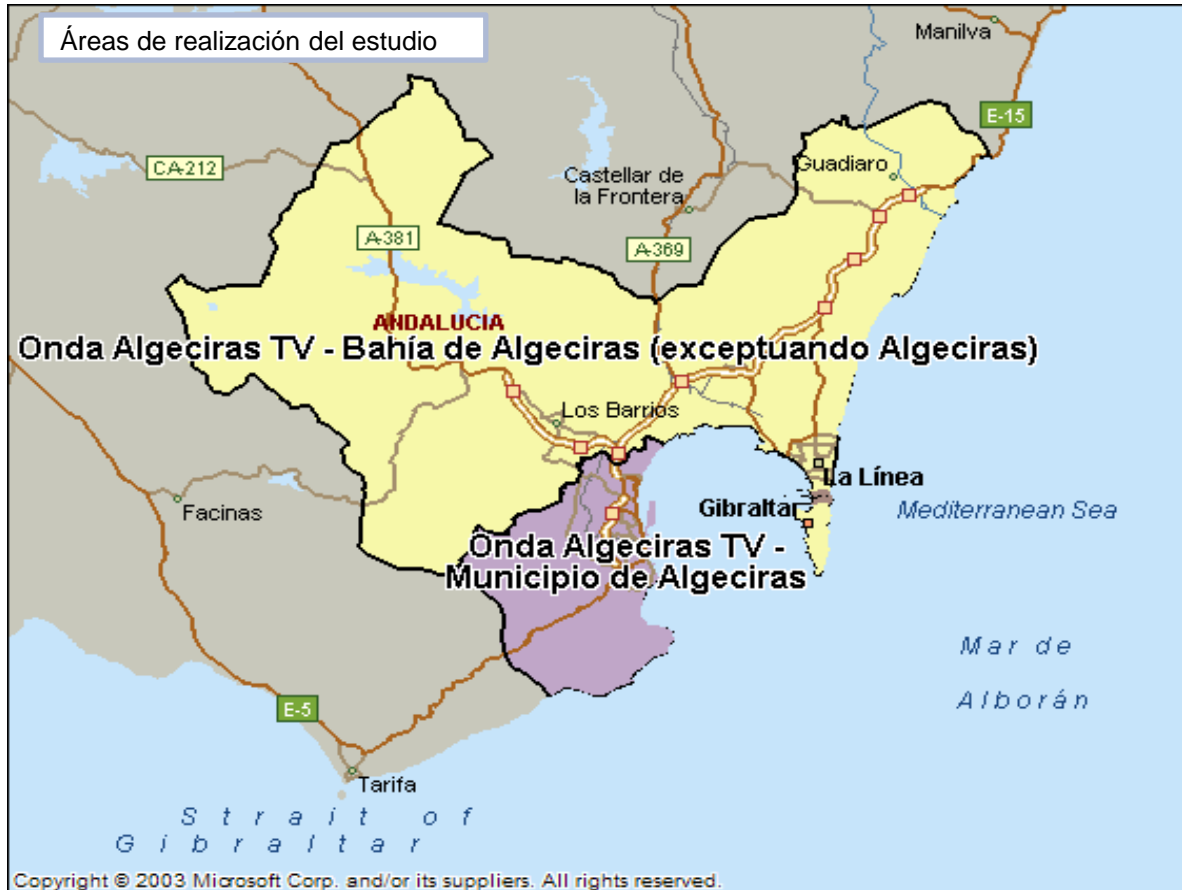 Áreas de realización del estudio
Manilva
E-15
CA-212
Guadiaro
Castellar de
la Frontera
A-381
A-369
ANDALUCIA
Onda Algeciras TV - Bahía de Algeciras (exceptuando Algeciras)
Los Barrios
La Línea
Facinas
Gibraltar
Mediterranean Sea
Onda Algeciras TV -
Municipio de Algeciras
Mar de
Alborán
E-5
Tarifa
Strait of
Gibraltar
Copyright © 2003 Microsoft Corp. and/or its suppliers. All rights reserved.